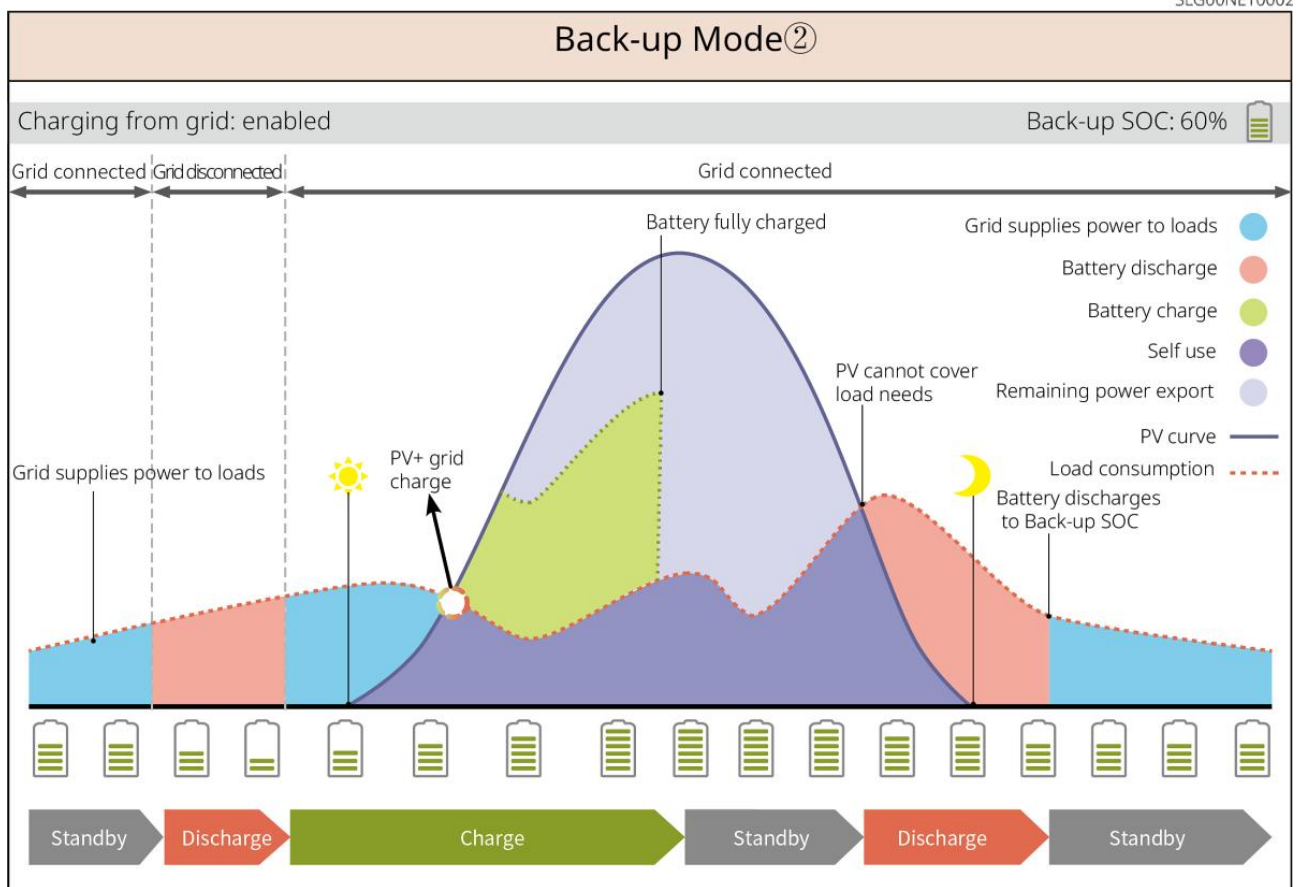 Back-up Mode②
Charging from grid: enabled
Back-up SOC: 60%
Grid connected
Grid disconnected
Grid connected
Battery fully charged
Grid supplies power to loads
Battery discharge
Battery charge
Self use
Remaining power export
PV curve
Load consumption
PV cannot cover
load needs
Grid supplies power to loads
PV+ grid
charge
Battery discharges
to Back-up SOC
Standby
Discharge
Charge
Standby
Discharge
Standby